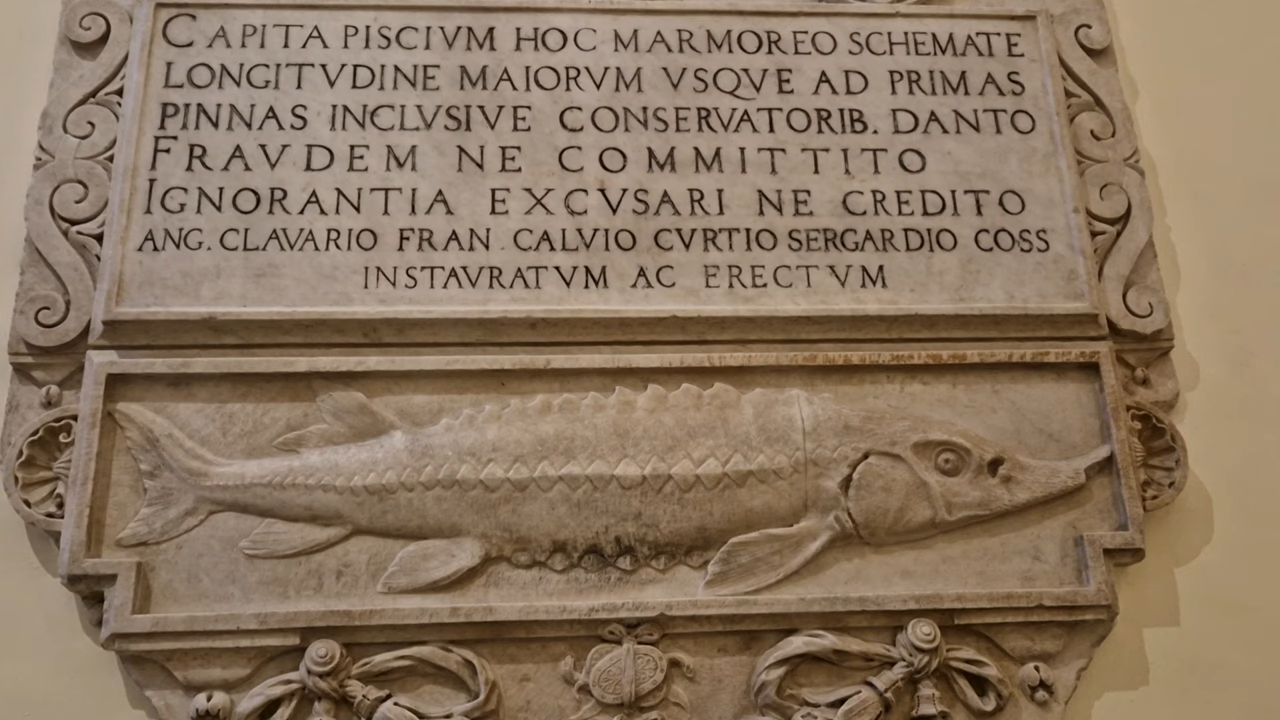 CAPITA PISCIVM HOC MARMOREO SCHEMATE
LONGITVDINE MAIORVM VSQVE AD PRIMAS
PINNAS INCLVSIVE CONSERVATORIB. DANTO
FRAVDEM NE COMMITTITO
IGNORANTIA EXCVSARI NE CREDITO
ANG. CLAVARIO FRAN. CALVIO CVRTIO SERGARDIO COSS
INSTAVRATVM AC ERECTVM